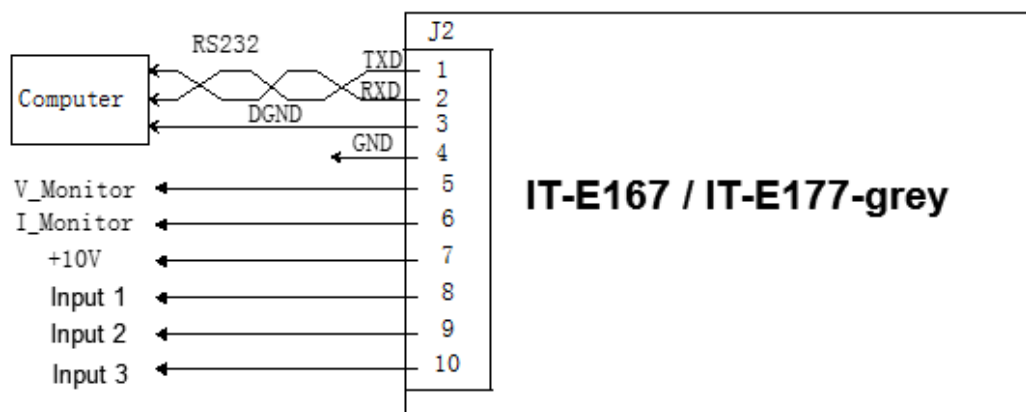 J2
RS232
TXD 1
Computer
RXD 2
DGND 3
GND 4
V_Monitor 5
IT-E167 / IT-E177-grey
I_Monitor 6
+10V 7
Input 1 8
Input 2 9
Input 3 10